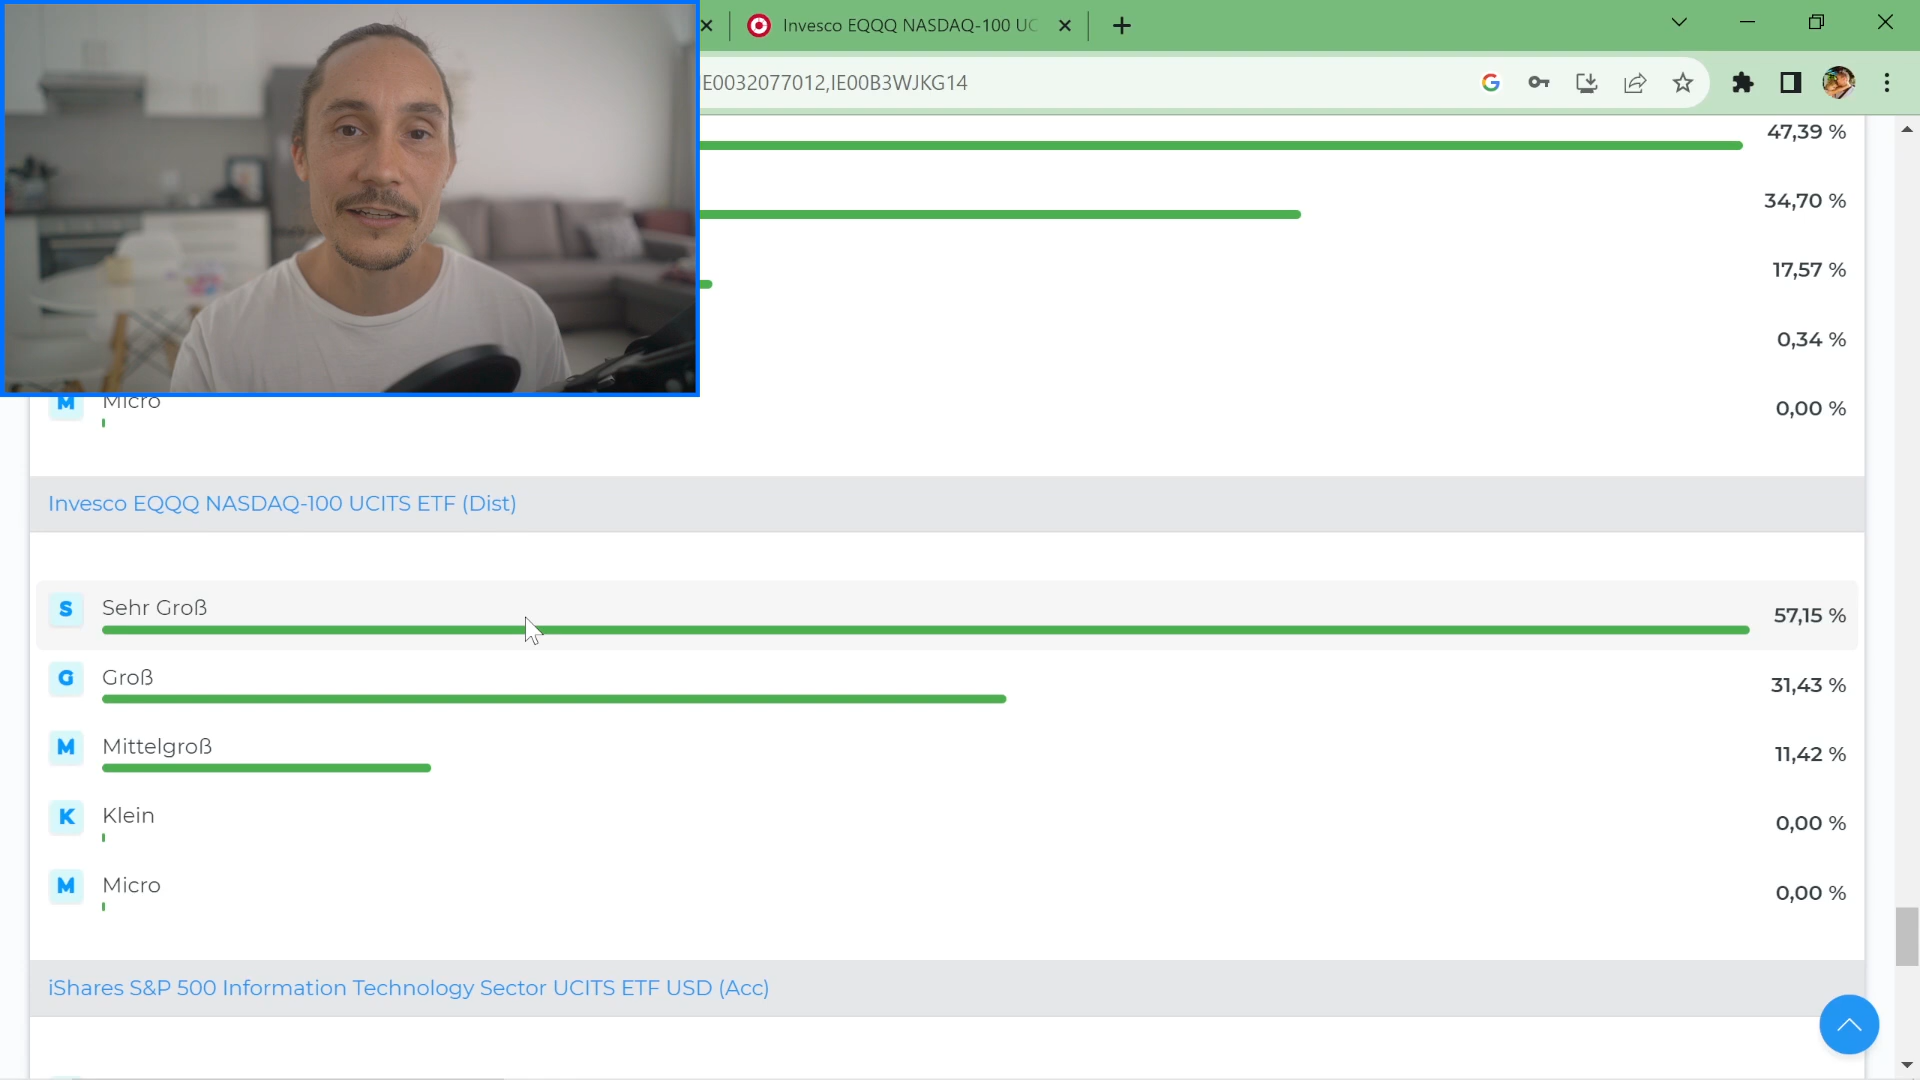 Invesco EQQQ NASDAQ-100 UC
E0032077012,IE00B3WJKG14
47,39 %
34,70 %
17,57 %
0,34 %
M Micro 0,00 %
Invesco EQQQ NASDAQ-100 UCITS ETF (Dist)
S Sehr Groß 57,15 %
G Groß 31,43 %
M Mittelgroß 11,42 %
K Klein 0,00 %
M Micro 0,00 %
iShares S&P 500 Information Technology Sector UCITS ETF USD (Acc)